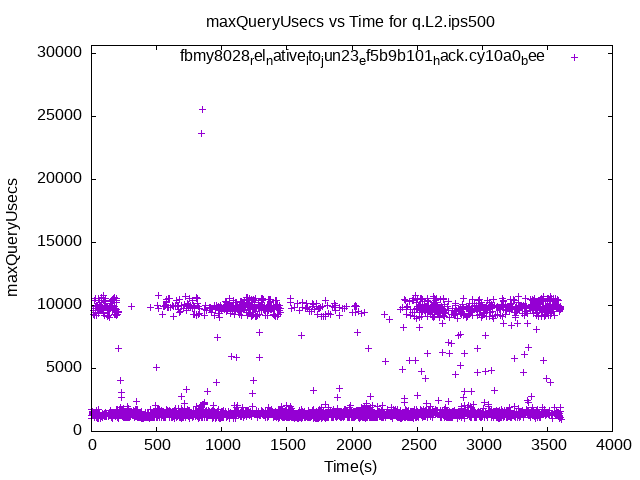 maxQueryUsecs vs Time for q.L2.ips500
fbmy8028relnativeltojun23ef5b9b101hack.cy10a0bee
30000
25000
20000
15000
10000
5000
0
maxQueryUsecs
0 500 1000 1500 2000 2500 3000 3500 4000
Time(s)